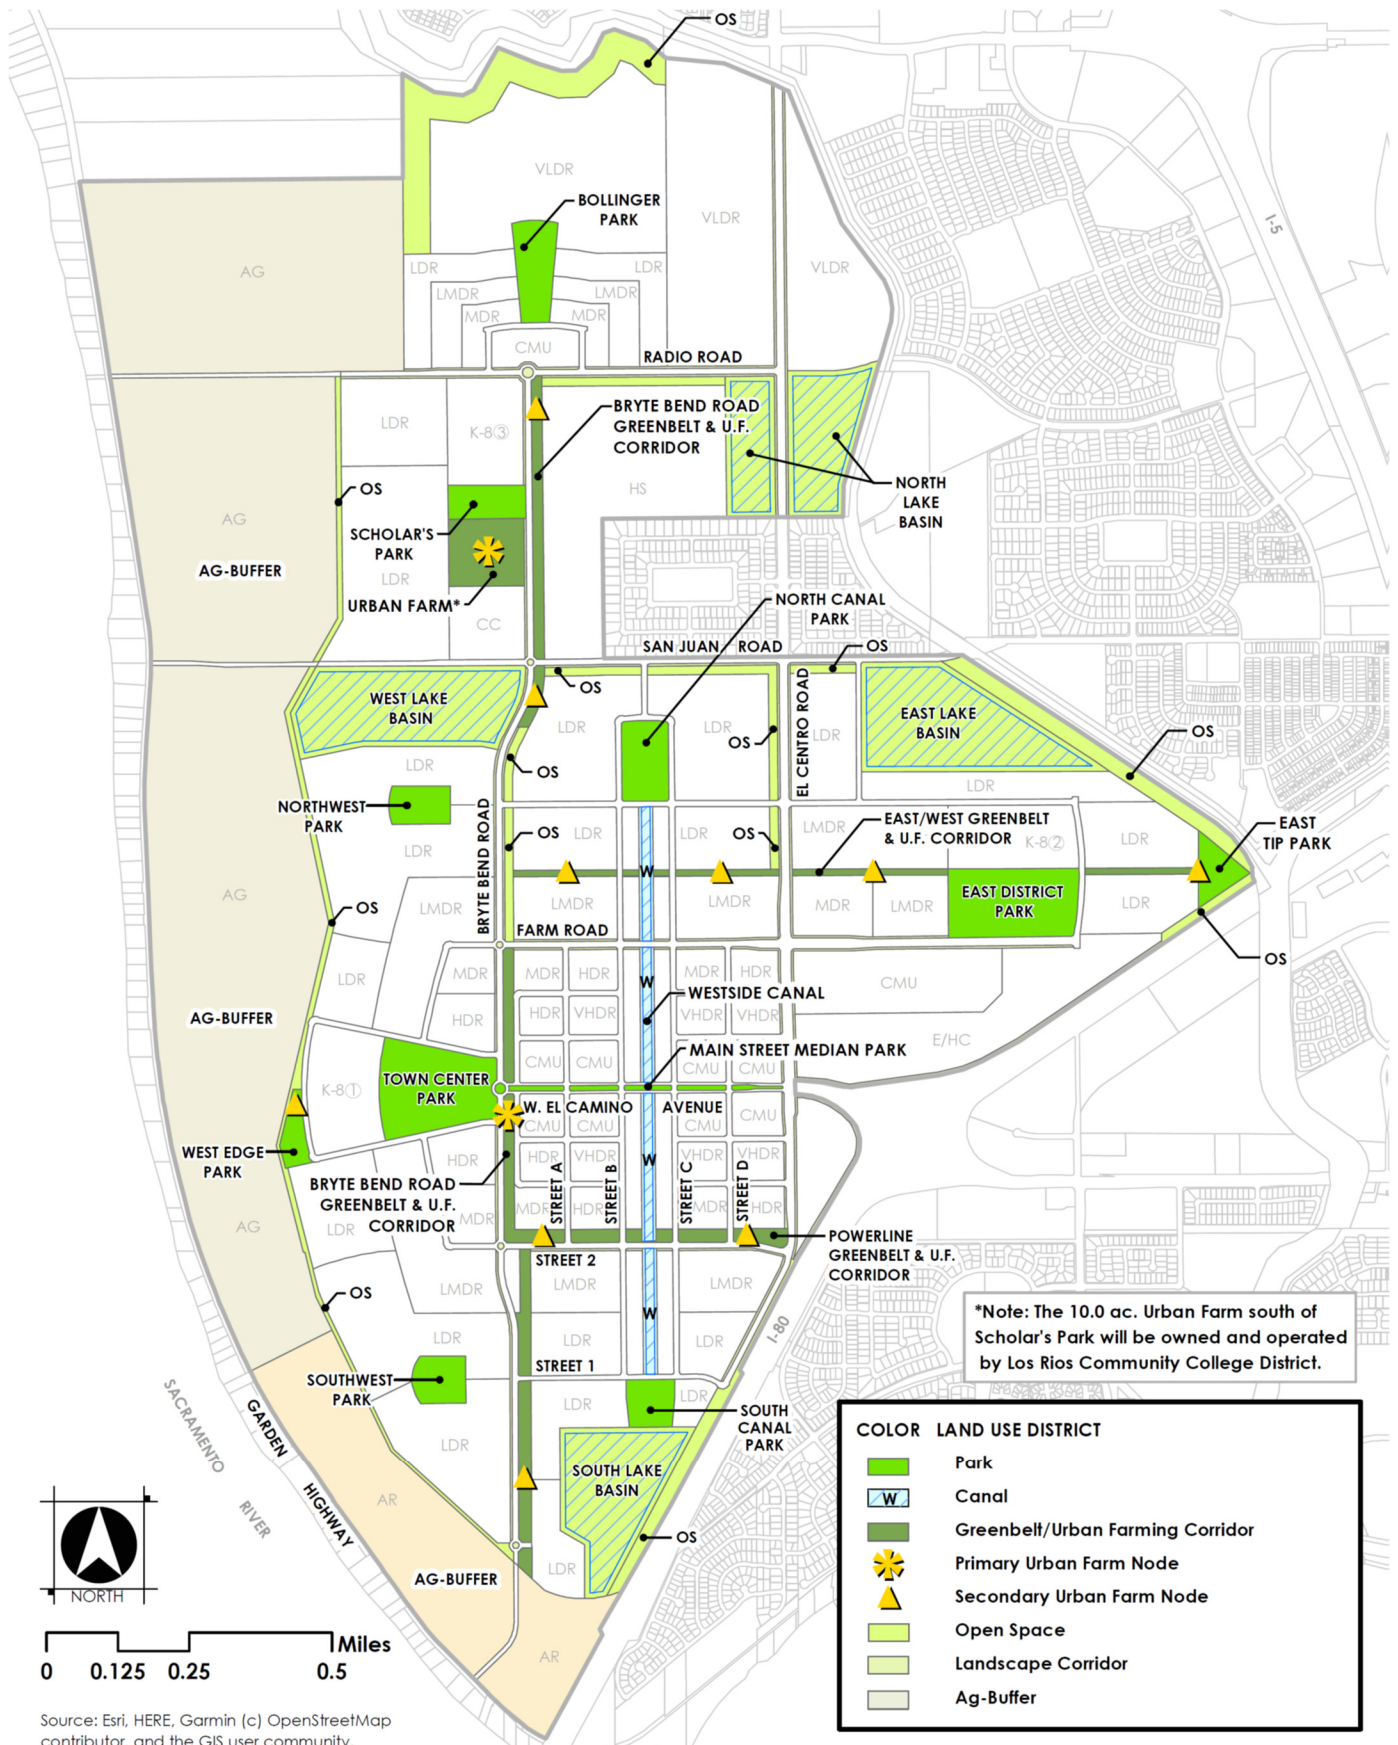 OS
VLDR
BOLLINGER
PARK
VLDR
I-5
AG
LDR
LDR
VLDR
LMDR
LMDR
MDR
MDR
CMU
RADIO ROAD
LDR
K-8③
BRYTE BEND ROAD
GREENBELT & U.F.
CORRIDOR
HS
OS
NORTH
LAKE
BASIN
AG
SCHOLAR'S
PARK
AG-BUFFER
LDR
URBAN FARM*
CC
NORTH CANAL
PARK
SAN JUAN ROAD
OS
WEST LAKE
BASIN
OS
LDR
LDR
LDR
EL CENTRO ROAD
EAST LAKE
BASIN
OS
OS
OS
LDR
LDR
NORTHWEST
PARK
BRYTE BEND ROAD
OS
LDR
LDR
OS
LMDR
EAST/WEST GREENBELT
& U.F. CORRIDOR
K-8②
LDR
EAST
TIP PARK
LDR
W
AG
LMDR
LMDR
LMDR
MDR
LMDR
EAST DISTRICT
PARK
LDR
OS
FARM ROAD
OS
LDR
MDR
MDR
HDR
W
MDR
HDR
CMU
WESTSIDE CANAL
AG-BUFFER
HDR
HDR
VHDR
VHDR
VHDR
E/HC
CMU
CMU
MAIN STREET MEDIAN PARK
CMU
CMU
K-8①
TOWN CENTER
PARK
W. EL CAMINO
AVENUE
CMU
CMU
CMU
CMU
WEST EDGE
PARK
HDR
HDR
VHDR
W
VHDR
VHDR
BRYTE BEND ROAD
GREENBELT & U.F.
CORRIDOR
STREET A
STREET B
STREET C
STREET D
AG
LDR
MDR
MDR
HDR
MDR
HDR
POWERLINE
GREENBELT & U.F.
CORRIDOR
STREET 2
OS
LMDR
LMDR
LMDR
W
I-80
*Note: The 10.0 ac. Urban Farm south of
Scholar's Park will be owned and operated
by Los Rios Community College District.
LDR
LDR
LDR
STREET 1
SOUTHWEST
PARK
LDR
LDR
SOUTH
CANAL
PARK
SACRAMENTO
RIVER
GARDEN
HIGHWAY
LDR
SOUTH LAKE
BASIN
AR
OS
LDR
AG-BUFFER
AR
COLOR LAND USE DISTRICT
Park
W Canal
Greenbelt/Urban Farming Corridor
Primary Urban Farm Node
Secondary Urban Farm Node
Open Space
Landscape Corridor
Ag-Buffer
NORTH
Miles
0 0.125 0.25 0.5
Source: Esri, HERE, Garmin (c) OpenStreetMap
contributor, and the GIS user community.